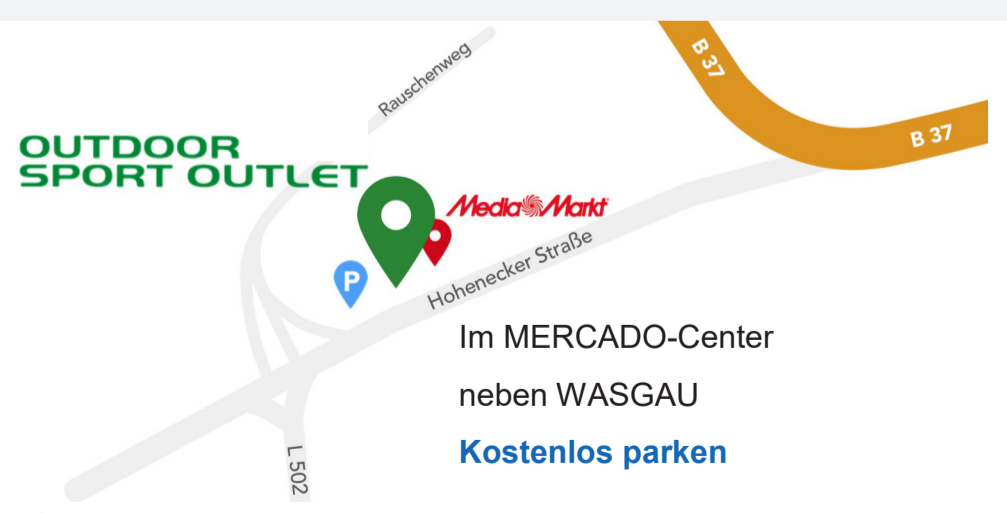 B 37
Rauschenweg
B 37
OUTDOOR
SPORT OUTLET
MediaMarkt
P
Hohenecker Straße
Im MERCADO-Center
neben WASGAU
Kostenlos parken
L 502